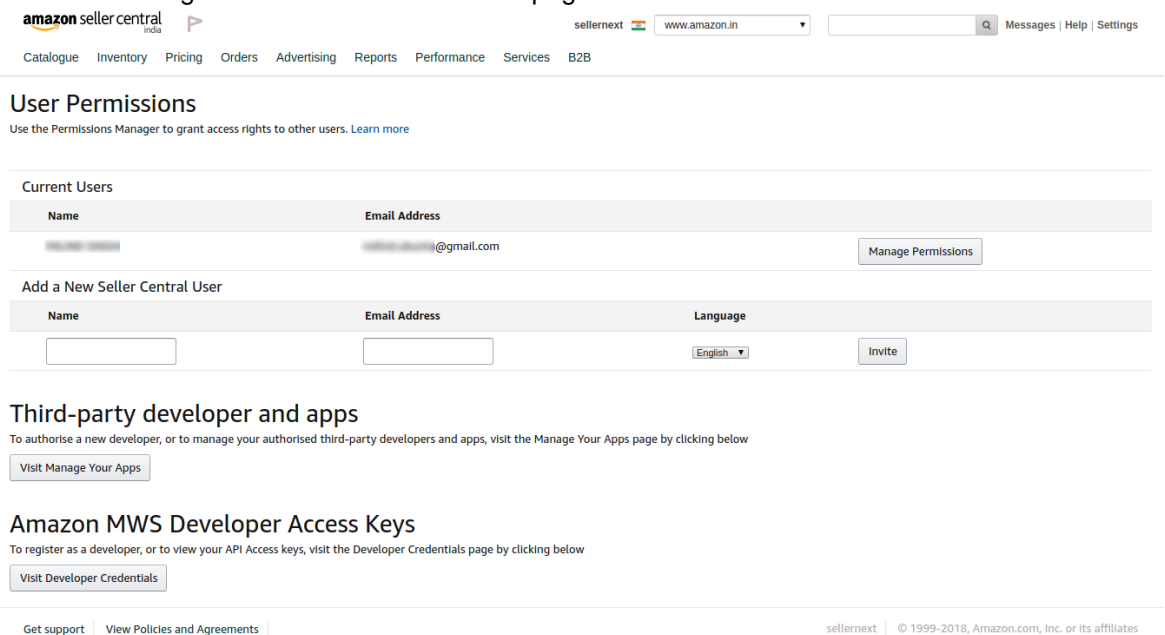 amazon seller central
india
sellernext www.amazon.in Messages | Help | Settings
Catalogue Inventory Pricing Orders Advertising Reports Performance Services B2B
User Permissions
Use the Permissions Manager to grant access rights to other users. Learn more
Current Users
Name Email Address
@gmail.com Manage Permissions
Add a New Seller Central User
Name Email Address Language
English Invite
Third-party developer and apps
To authorise a new developer, or to manage your authorised third-party developers and apps, visit the Manage Your Apps page by clicking below
Visit Manage Your Apps
Amazon MWS Developer Access Keys
To register as a developer, or to view your API Access keys, visit the Developer Credentials page by clicking below
Visit Developer Credentials
Get support View Policies and Agreements sellernext © 1999-2018, Amazon.com, Inc. or its affiliates